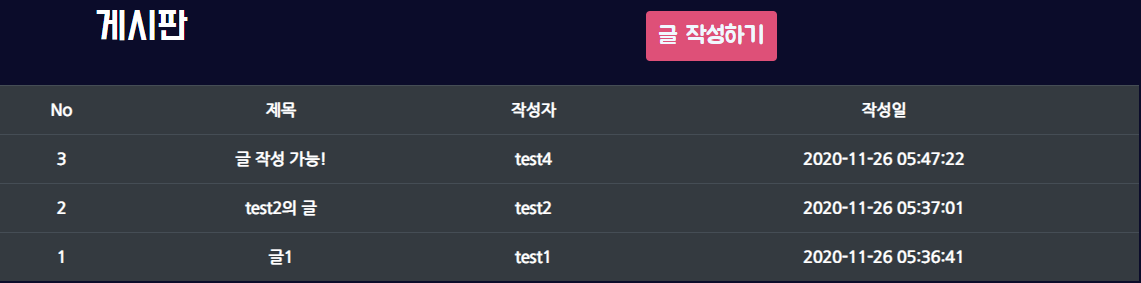 게시판 글 작성하기
No 제목 작성자 작성일
3 글 작성 가능! test4 2020-11-26 05:47:22
2 test2의 글 test2 2020-11-26 05:37:01
1 글1 test1 2020-11-26 05:36:41